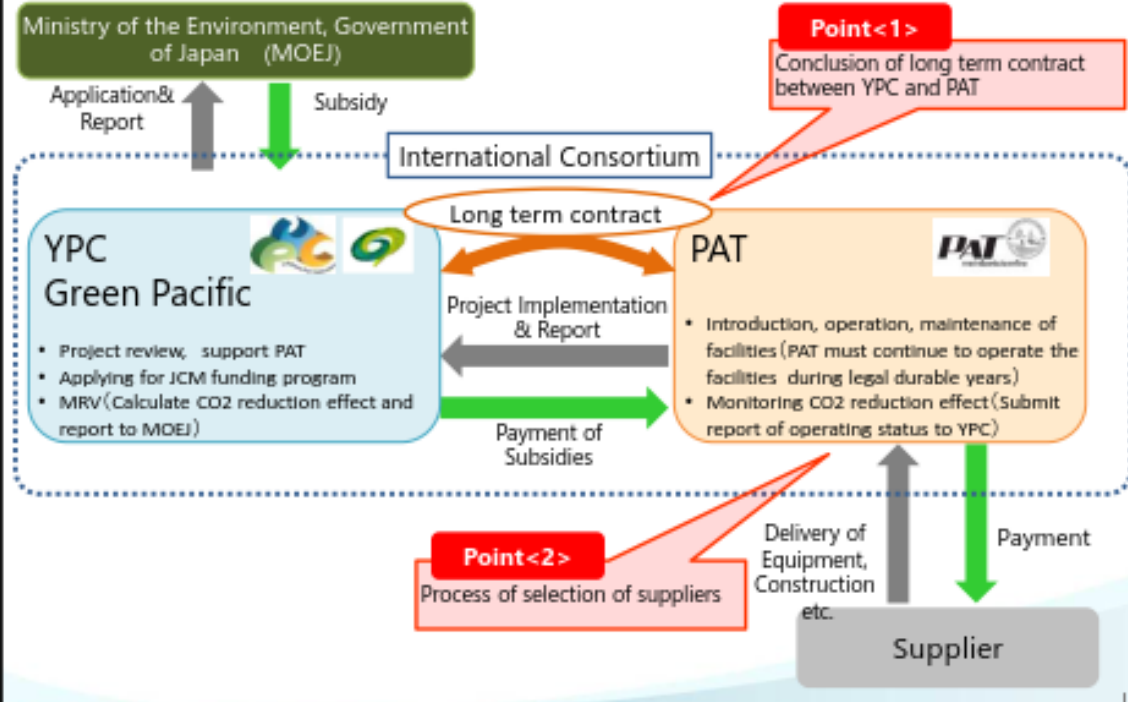 Ministry of the Environment, Government
of Japan (MOEJ)
Point<1>
Conclusion of long term contract
between YPC and PAT
Application&
Report
Subsidy
International Consortium
Long term contract
YPC
Green Pacific
• Project review, support PAT
• Applying for JCM funding program
• MRV(Calculate CO2 reduction effect and
report to MOEJ)
Project Implementation
& Report
Payment of
Subsidies
PAT
PAT
• Introduction, operation, maintenance of
facilities(PAT must continue to operate the
facilities during legal durable years)
• Monitoring CO2 reduction effect(Submit
report of operating status to YPC)
Point<2>
Process of selection of suppliers
Delivery of
Equipment,
Construction
etc.
Payment
Supplier